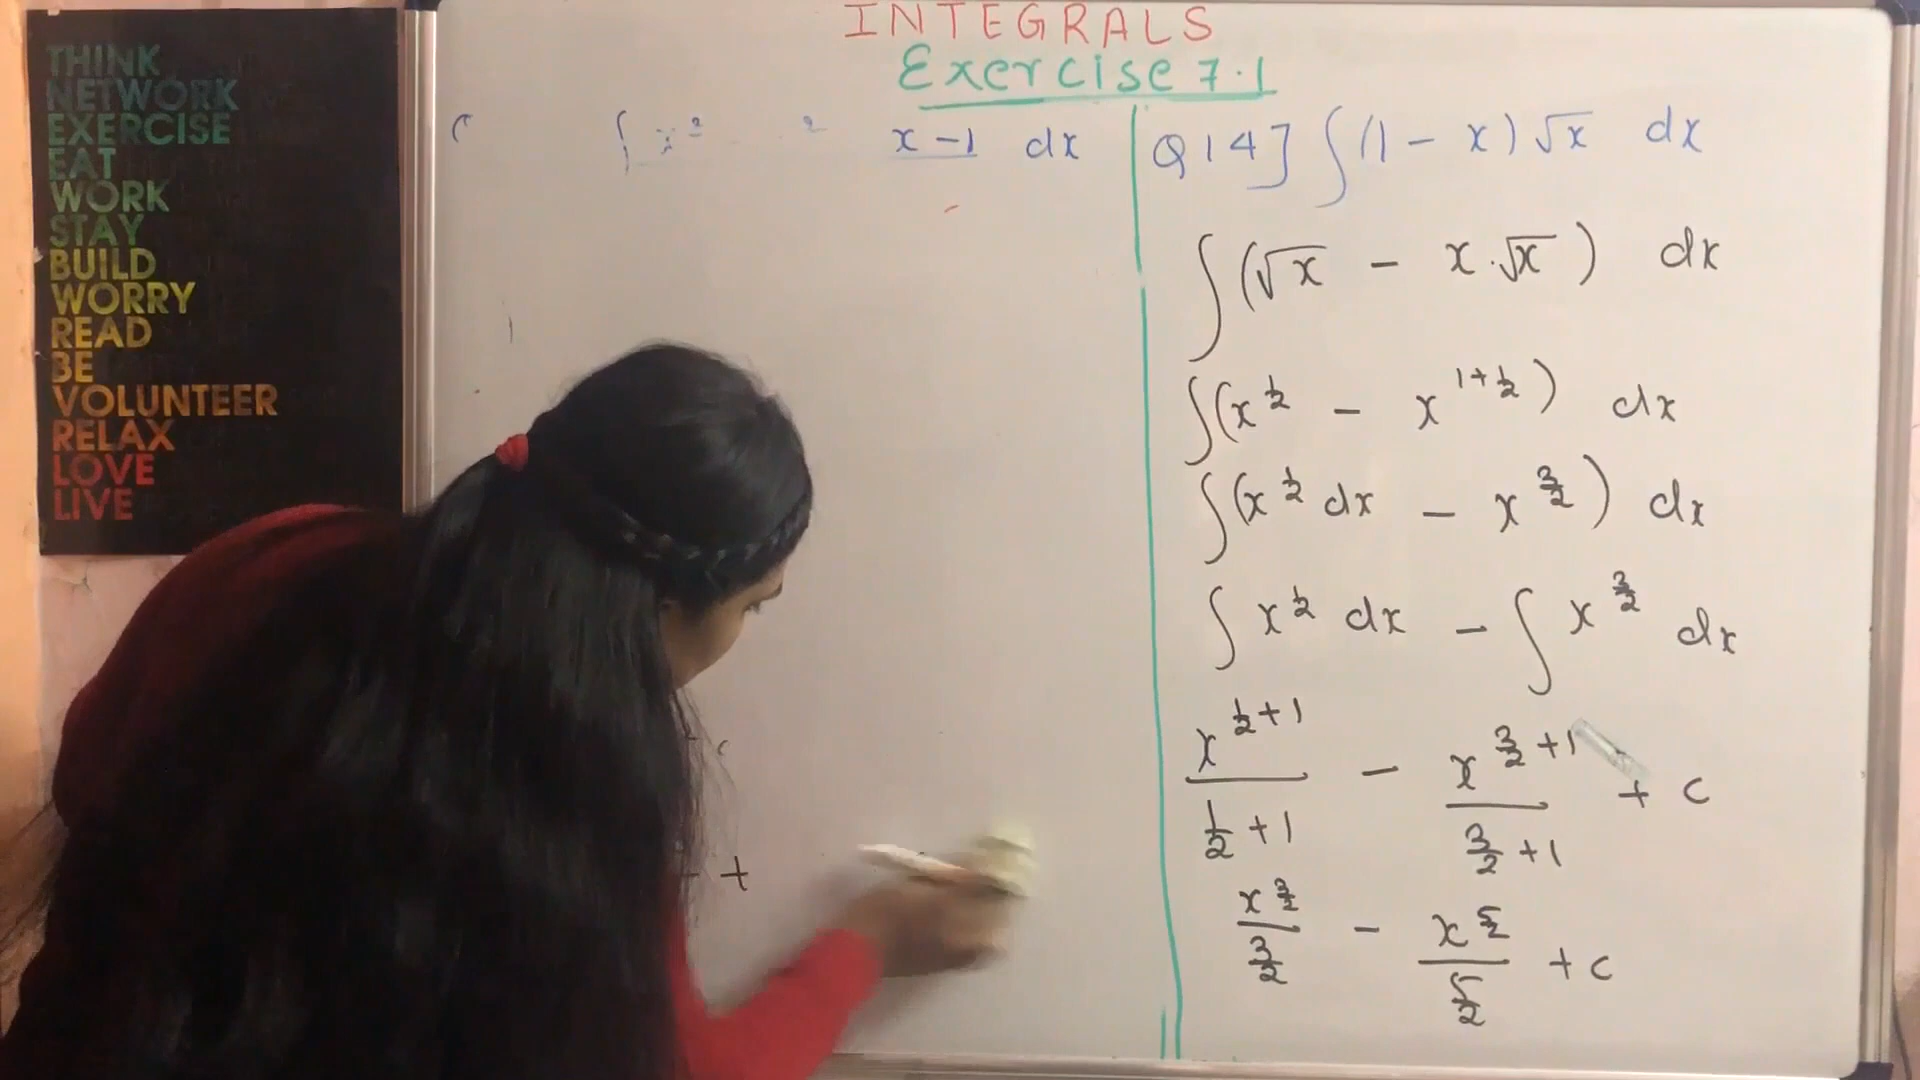 THINK
NETWORK
EXERCISE
EAT
WORK
STAY
BUILD
WORRY
READ
BE
VOLUNTEER
RELAX
LOVE
LIVE
INTEGRALS
Exercise 7.1
∫ x² x-1 dx
+ c
+
Q14] ∫(1 - x)√x dx
∫(√x - x.√x) dx
∫(x^½ - x^(1+½)) dx
∫(x^½ dx - x^(3/2)) dx
∫ x^½ dx - ∫ x^(3/2) dx
x^(½+1)/(½+1) - x^(3/2+1)/(3/2+1) + c
x^(3/2)/(3/2) - x^(5/2)/(5/2) + c